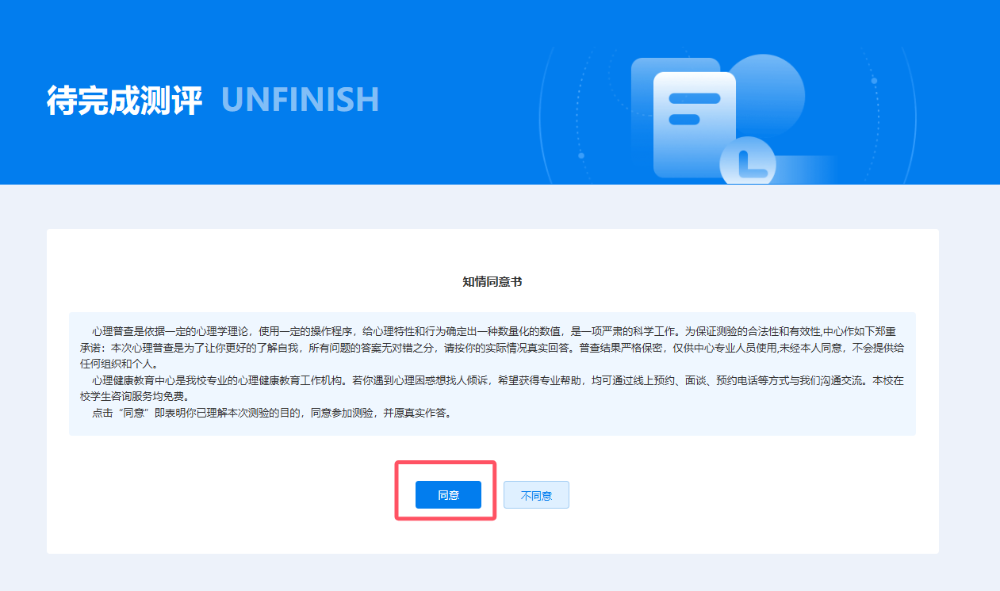 待完成测评 UNFINISH
知情同意书
心理普查是依据一定的心理学理论，使用一定的操作程序，给心理特性和行为确定出一种数量化的数值，是一项严肃的科学工作。为保证测验的合法性和有效性,中心作如下郑重
承诺：本次心理普查是为了让你更好的了解自我，所有问题的答案无对错之分，请按你的实际情况真实回答。普查结果严格保密，仅供中心专业人员使用,未经本人同意，不会提供给
任何组织和个人。
心理健康教育中心是我校专业的心理健康教育工作机构。若你遇到心理困惑想找人倾诉，希望获得专业帮助，均可通过线上预约、面谈、预约电话等方式与我们沟通交流。本校在
校学生咨询服务均免费。
点击“同意”即表明你已理解本次测验的目的，同意参加测验，并愿真实作答。
同意 不同意